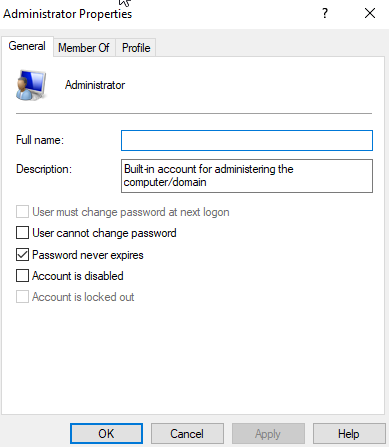 Administrator Properties
? X
General Member Of Profile
Administrator
Full name:
Description: Built-in account for administering the
computer/domain
User must change password at next logon
User cannot change password
Password never expires
Account is disabled
Account is locked out
OK Cancel Apply Help